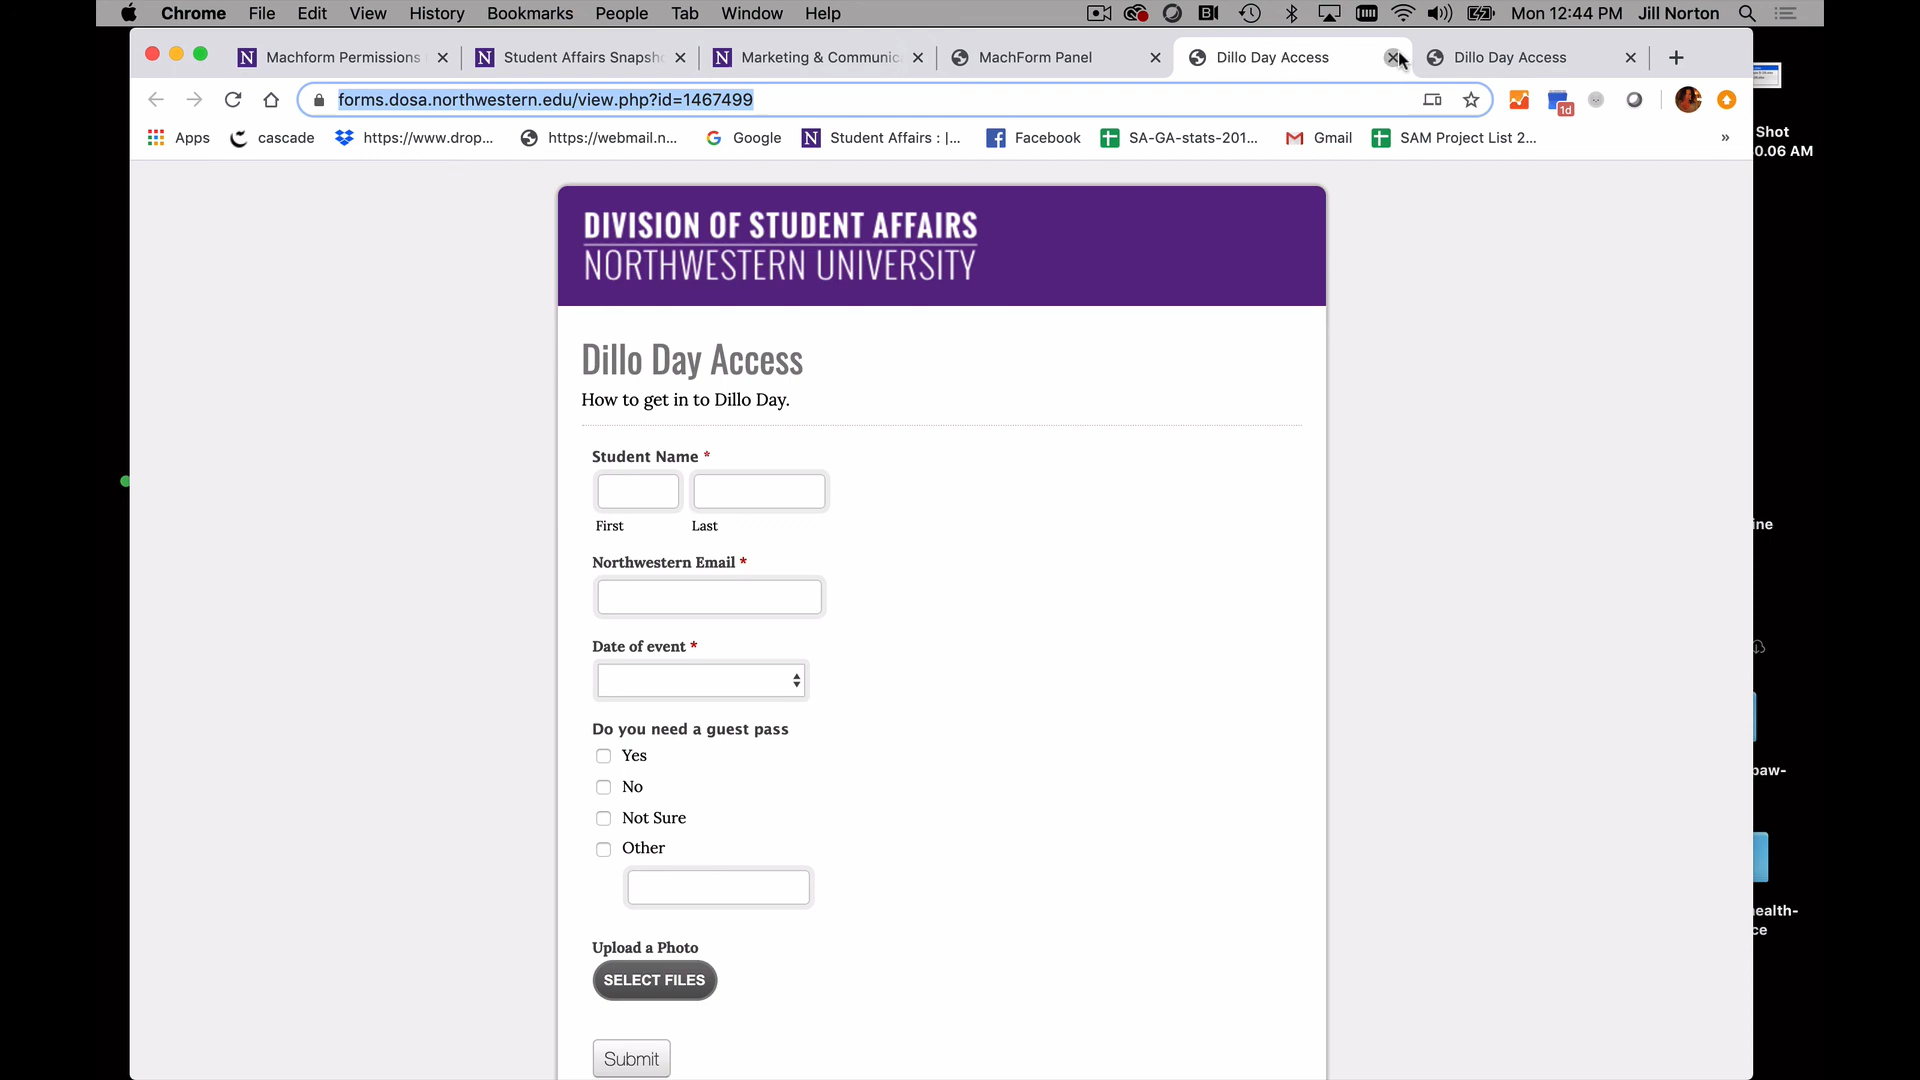 Chrome File Edit View History Bookmarks People Tab Window Help Mon 12:44 PM Jill Norton
Machform Permissions Student Affairs Snapsh Marketing & Communic MachForm Panel Dillo Day Access Dillo Day Access
forms.dosa.northwestern.edu/view.php?id=1467499 1d
Apps cascade https://www.drop... https://webmail.n... Google N Student Affairs : |... Facebook SA-GA-stats-201... Gmail SAM Project List 2... »
Shot
0.06 AM
DIVISION OF STUDENT AFFAIRS
NORTHWESTERN UNIVERSITY
Dillo Day Access
How to get in to Dillo Day.
Student Name *
First Last
ine
Northwestern Email *
Date of event *
Do you need a guest pass
Yes
paw-
No
Not Sure
Other
Upload a Photo
ealth-
ce
SELECT FILES
Submit